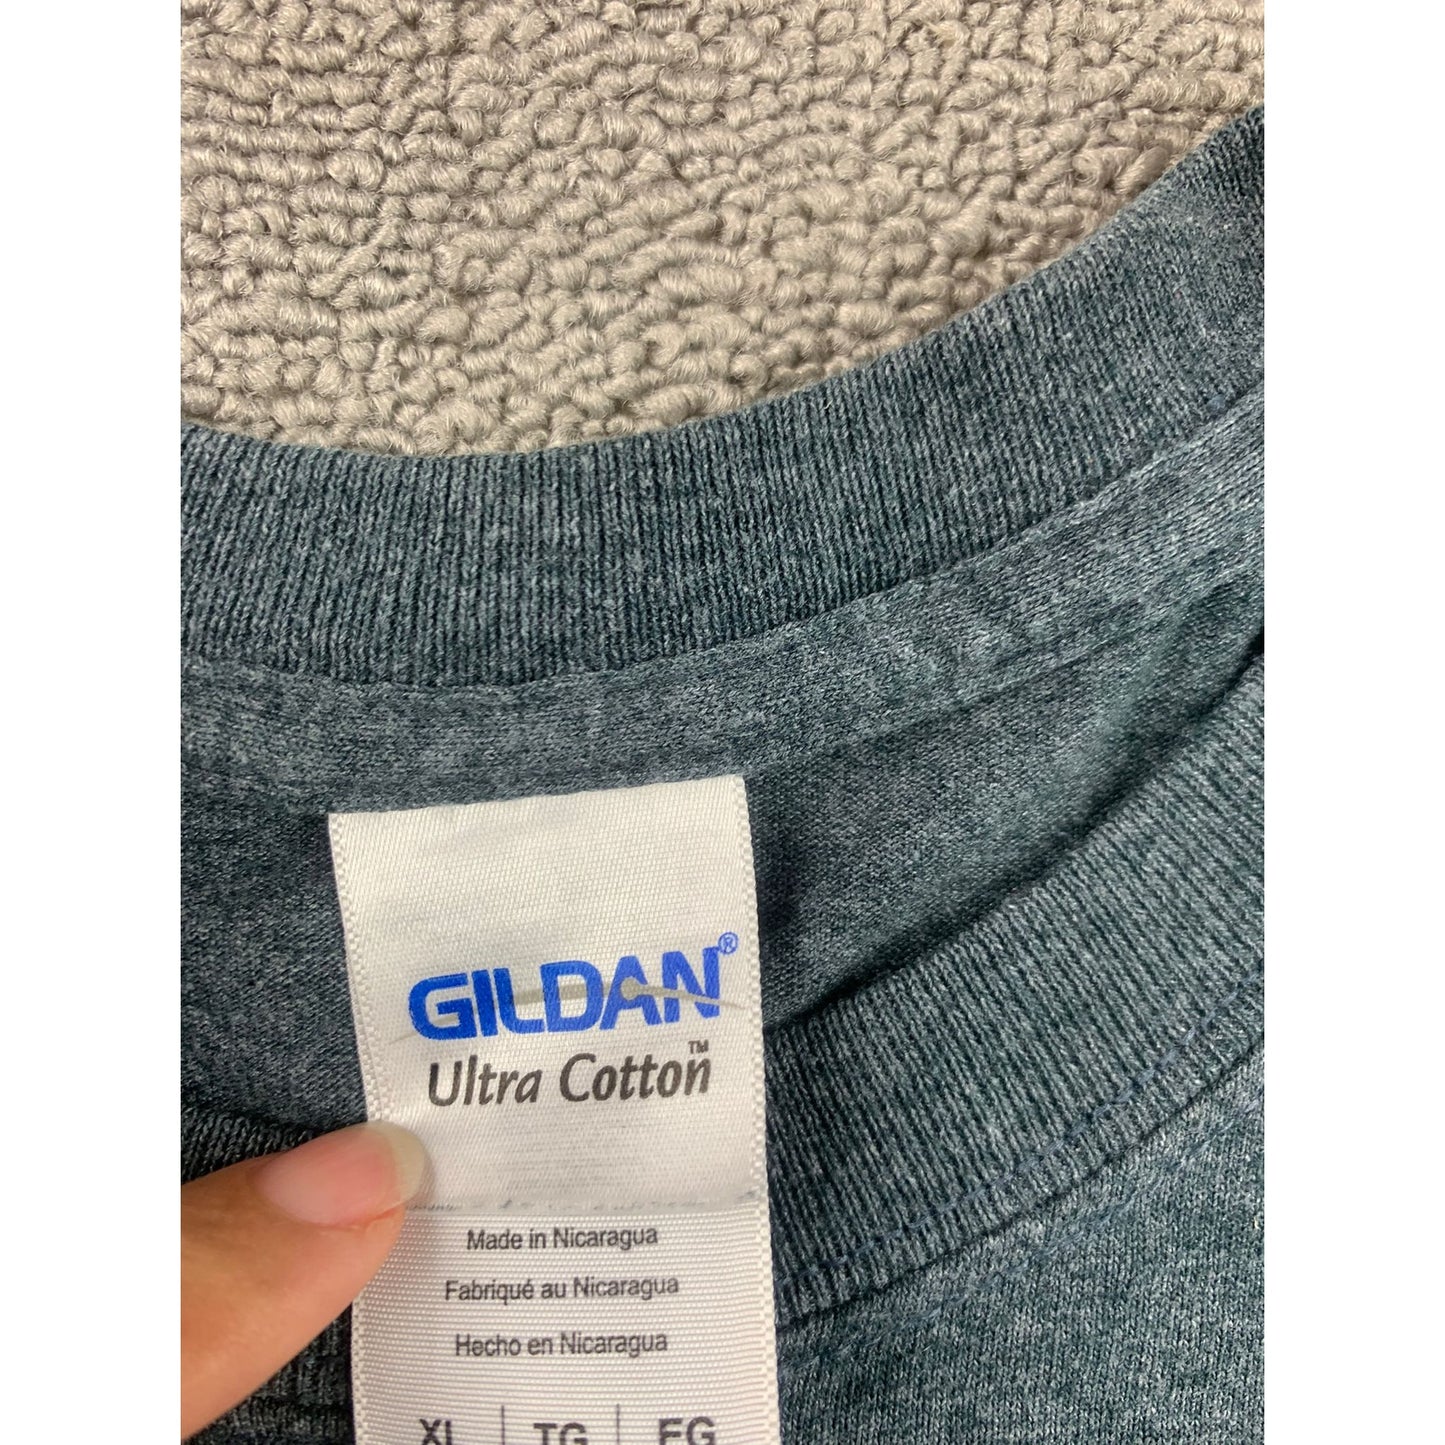 GILDAN®
Ultra Cotton™
Made in Nicaragua
Fabriqué au Nicaragua
Hecho en Nicaragua
XL | TG | EG